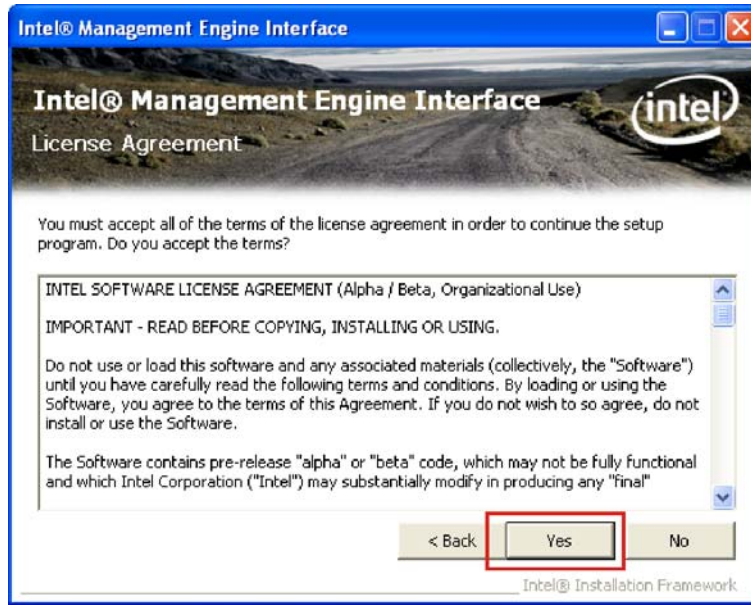 Intel® Management Engine Interface
Intel® Management Engine Interface
intel
License Agreement
You must accept all of the terms of the license agreement in order to continue the setup
program. Do you accept the terms?
INTEL SOFTWARE LICENSE AGREEMENT (Alpha / Beta, Organizational Use)
IMPORTANT - READ BEFORE COPYING, INSTALLING OR USING.
Do not use or load this software and any associated materials (collectively, the "Software")
until you have carefully read the following terms and conditions. By loading or using the
Software, you agree to the terms of this Agreement. If you do not wish to so agree, do not
install or use the Software.
The Software contains pre-release "alpha" or "beta" code, which may not be fully functional
and which Intel Corporation ("Intel") may substantially modify in producing any "final"
< Back Yes No
Intel® Installation Framework